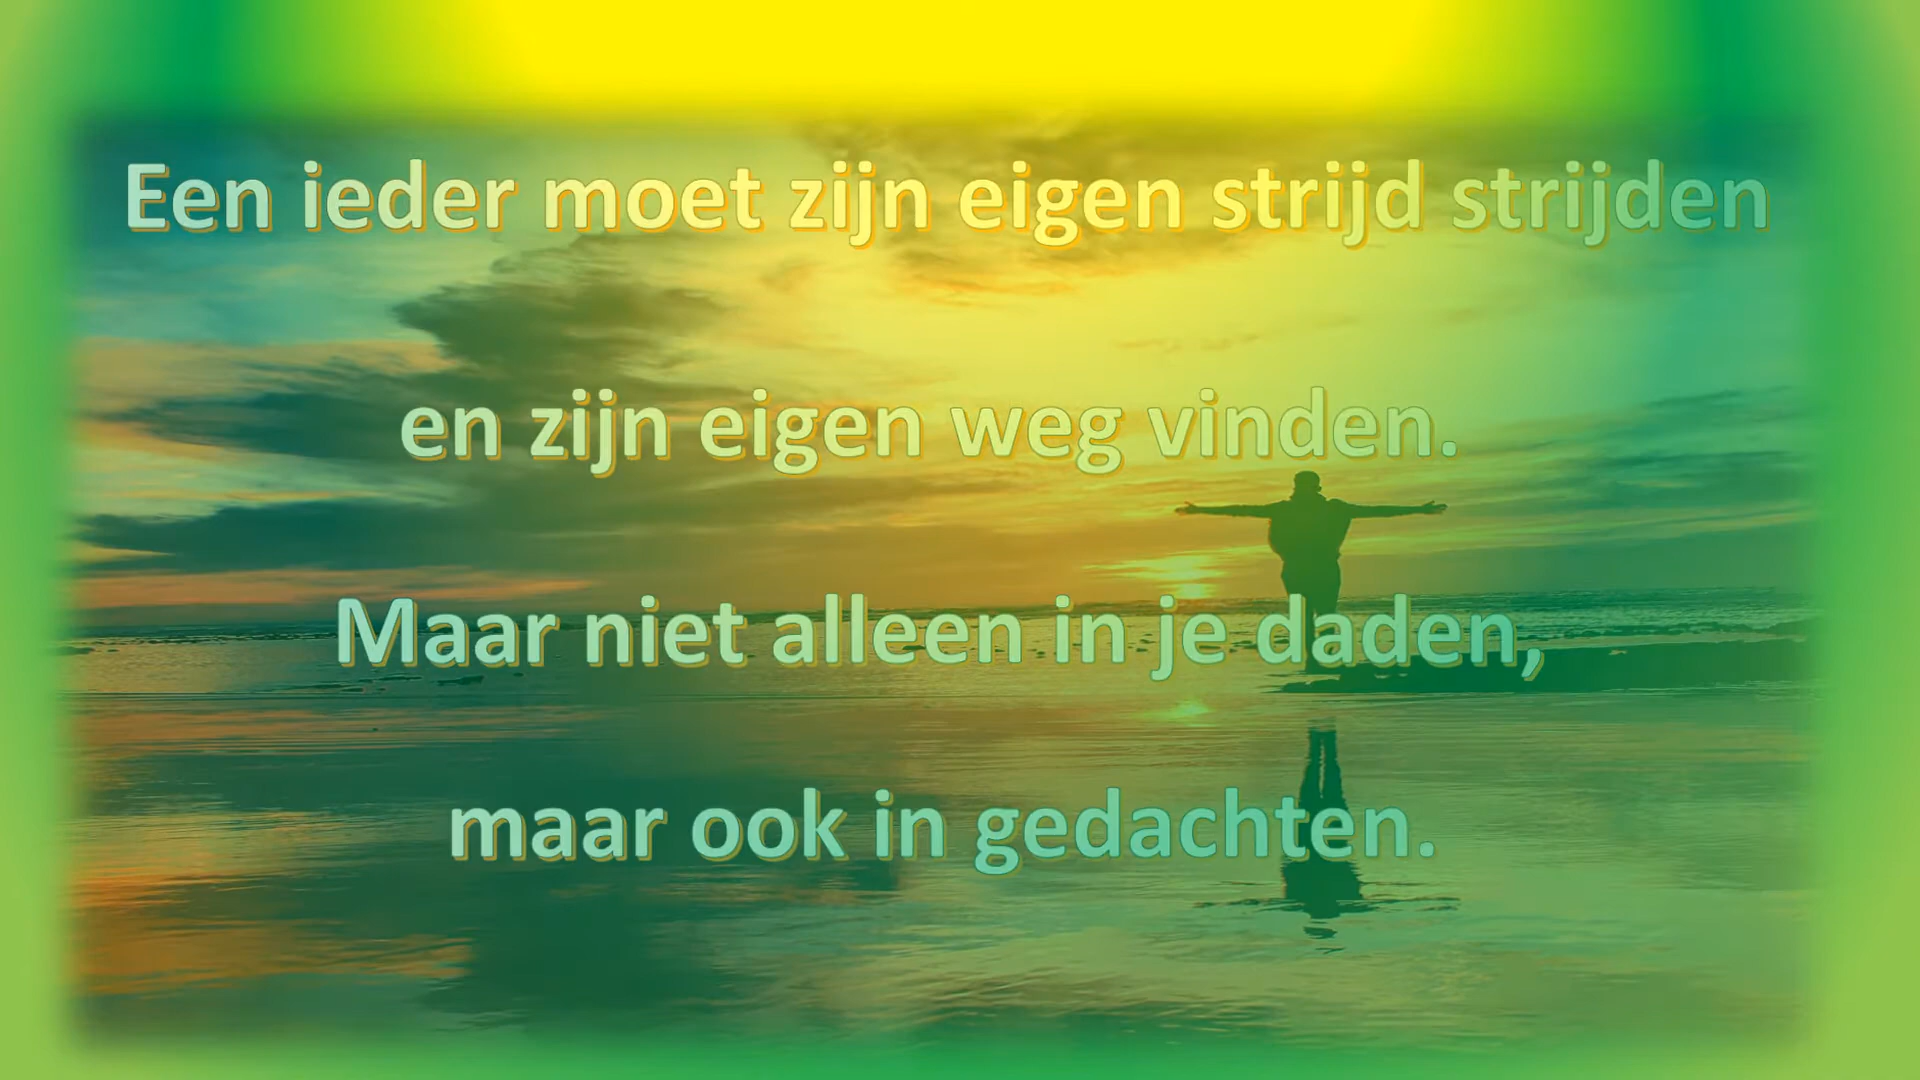 Een ieder moet zijn eigen strijd strijden
en zijn eigen weg vinden.
Maar niet alleen in je daden,
maar ook in gedachten.